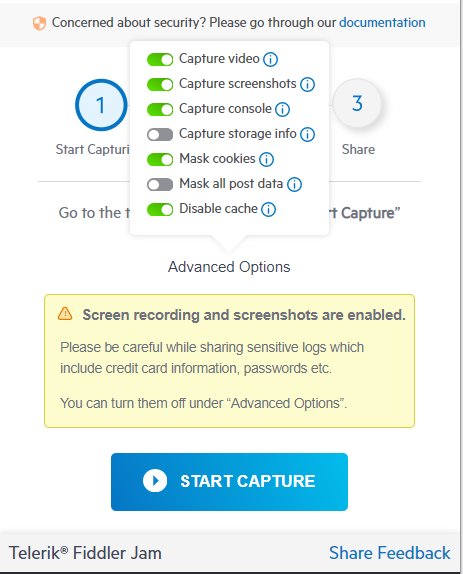 Concerned about security? Please go through our documentation
Capture video
Capture screenshots
Capture console
Capture storage info
Mask cookies
Mask all post data
Disable cache
1
3
Start Capturi
Share
Go to the t
rt Capture”
Advanced Options
Screen recording and screenshots are enabled.
Please be careful while sharing sensitive logs which
include credit card information, passwords etc.
You can turn them off under “Advanced Options”.
START CAPTURE
Telerik® Fiddler Jam
Share Feedback